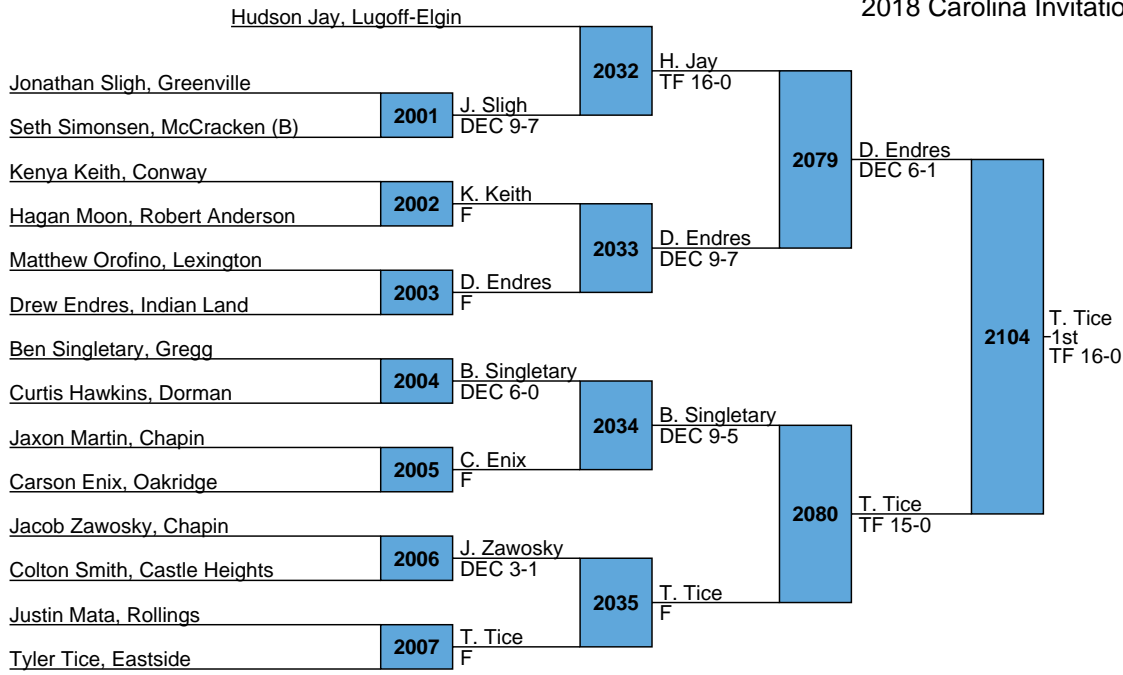 2018 Carolina Invitatio
Hudson Jay, Lugoff-Elgin
2032
H. Jay
TF 16-0
Jonathan Sligh, Greenville
2001
J. Sligh
DEC 9-7
Seth Simonsen, McCracken (B)
2079
D. Endres
DEC 6-1
Kenya Keith, Conway
2002
K. Keith
F
Hagan Moon, Robert Anderson
2033
D. Endres
DEC 9-7
Matthew Orofino, Lexington
2003
D. Endres
F
Drew Endres, Indian Land
2104
T. Tice
1st
TF 16-0
Ben Singletary, Gregg
2004
B. Singletary
DEC 6-0
Curtis Hawkins, Dorman
2034
B. Singletary
DEC 9-5
Jaxon Martin, Chapin
2005
C. Enix
F
Carson Enix, Oakridge
2080
T. Tice
TF 15-0
Jacob Zawosky, Chapin
2006
J. Zawosky
DEC 3-1
Colton Smith, Castle Heights
2035
T. Tice
F
Justin Mata, Rollings
2007
T. Tice
F
Tyler Tice, Eastside